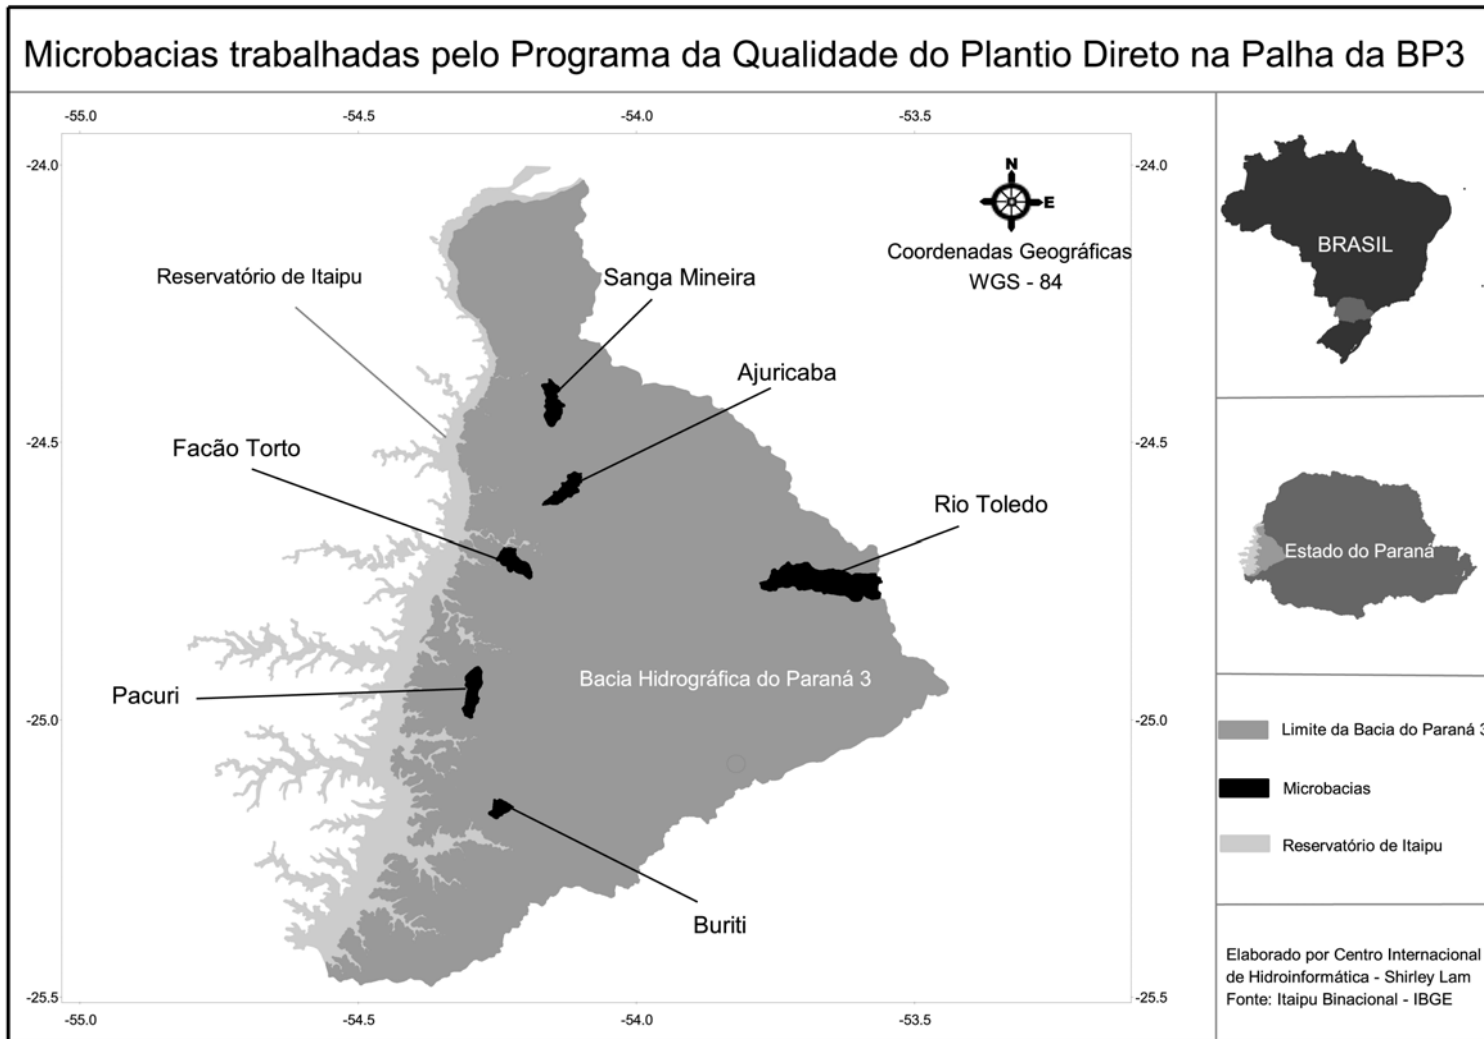 Microbacias trabalhadas pelo Programa da Qualidade do Plantio Direto na Palha da BP3
-55.0
-54.5
-54.0
-53.5
-24.0
-24.0
N
E
Coordenadas Geográficas
WGS - 84
BRASIL
Reservatório de Itaipu
Sanga Mineira
Ajuricaba
-24.5
-24.5
Facão Torto
Rio Toledo
Estado do Paraná
Bacia Hidrográfica do Paraná 3
Pacuri
-25.0
-25.0
Limite da Bacia do Paraná 3
Microbacias
Reservatório de Itaipu
Buriti
Elaborado por Centro Internacional
de Hidroinformática - Shirley Lam
Fonte: Itaipu Binacional - IBGE
-25.5
-25.5
-55.0
-54.5
-54.0
-53.5